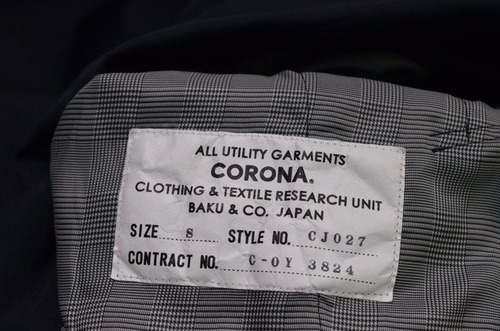 ALL UTILITY GARMENTS
CORONA.
CLOTHING & TEXTILE RESEARCH UNIT
BAKU & CO. JAPAN
SIZE S STYLE NO. CJ027
CONTRACT NO. C-OY 3824